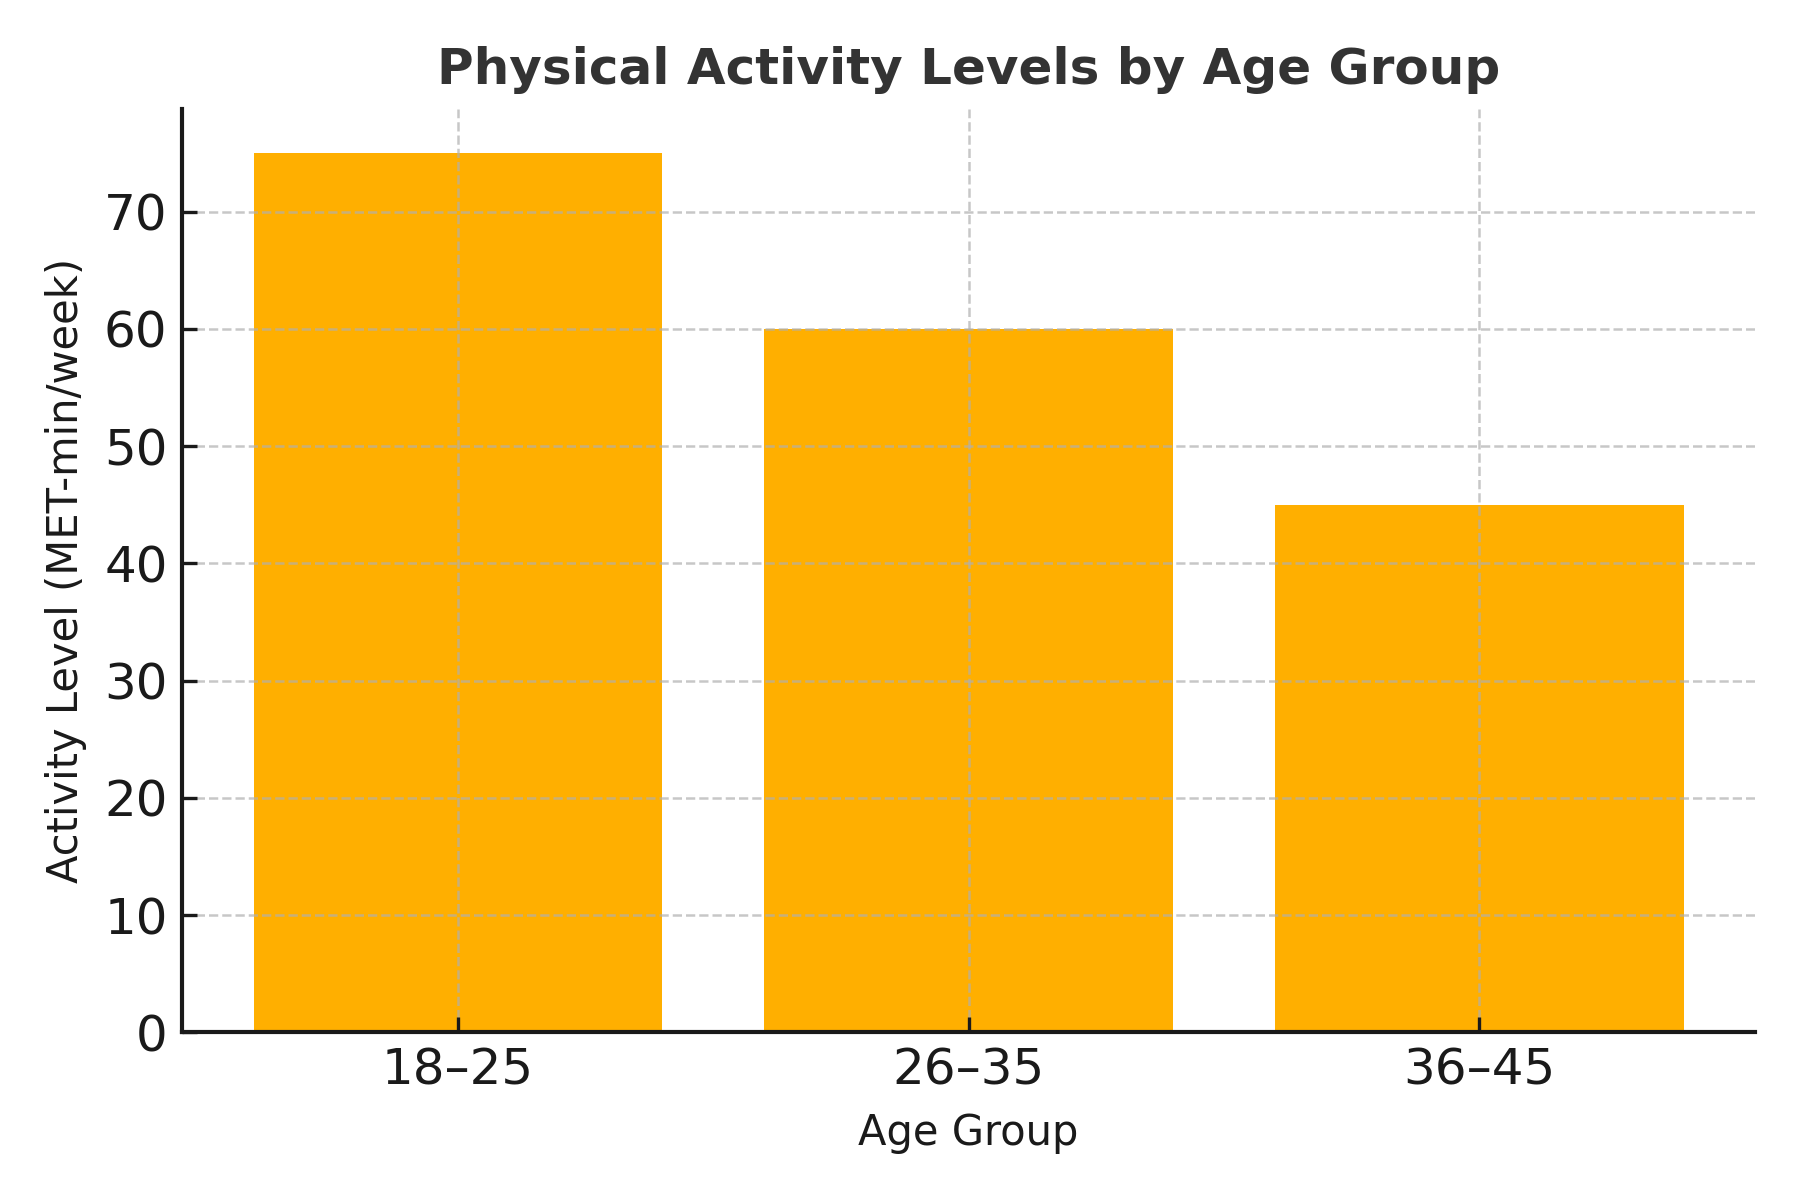 Physical Activity Levels by Age Group
Activity Level (MET-min/week)
70
60
50
40
30
20
10
0
18–25 26–35 36–45
Age Group